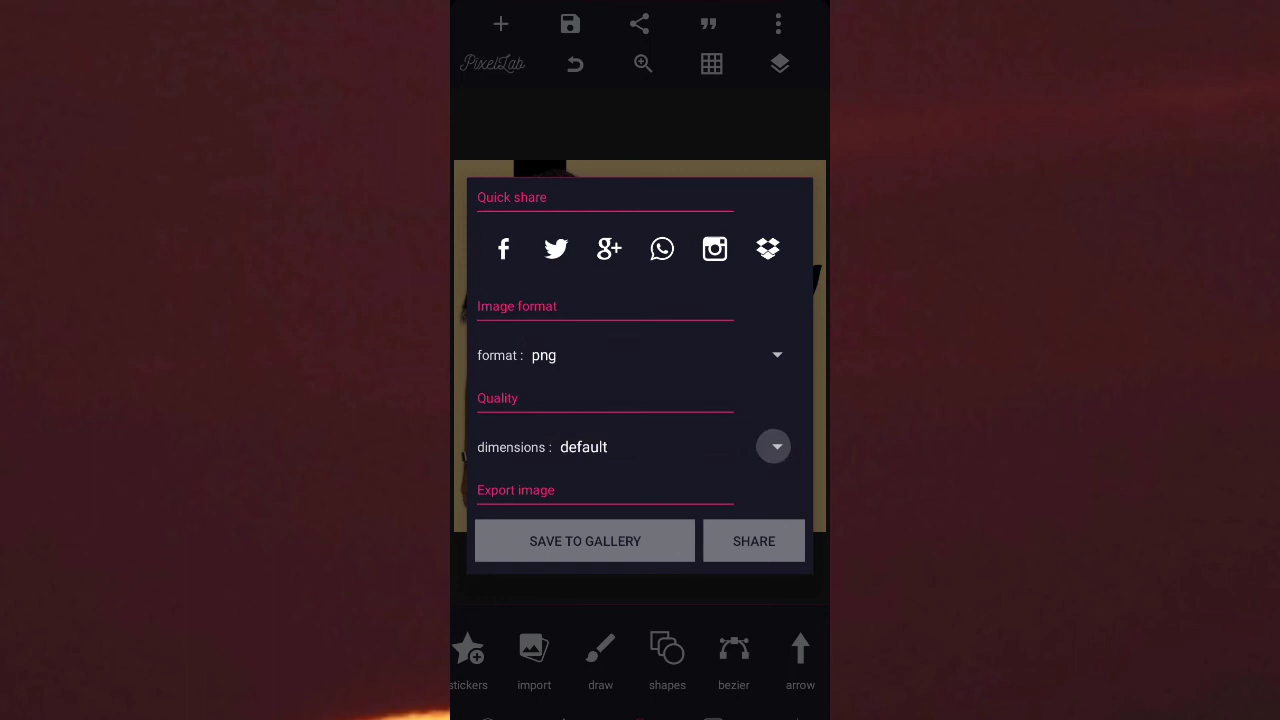 PixelLab
Quick share
Image format
format : png
Quality
dimensions : default
Export image
SAVE TO GALLERY SHARE
stickers import draw shapes bezier arrow